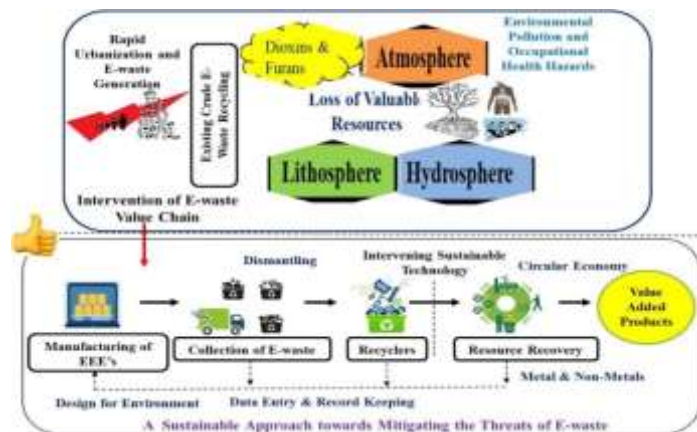 Rapid
Urbanization and
E-waste
Generation
Existing Crude E-
Waste Recycling
Dioxins &
Furans
Atmosphere
Environmental
Pollution and
Occupational
Health Hazards
Loss of Valuabl
Resources
Lithosphere
Hydrosphere
Intervention of E-waste
Value Chain
Dismantling
Intervening Sustainable
Technology
Circular Economy
Value
Added
Products
Manufacturing of
EEE's
Collection of E-waste
Recyclers
Resource Recovery
Metal & Non-Metals
Design for Environment
Data Entry & Record Keeping
A Sustainable Approach towards Mitigating the Threats of E-waste